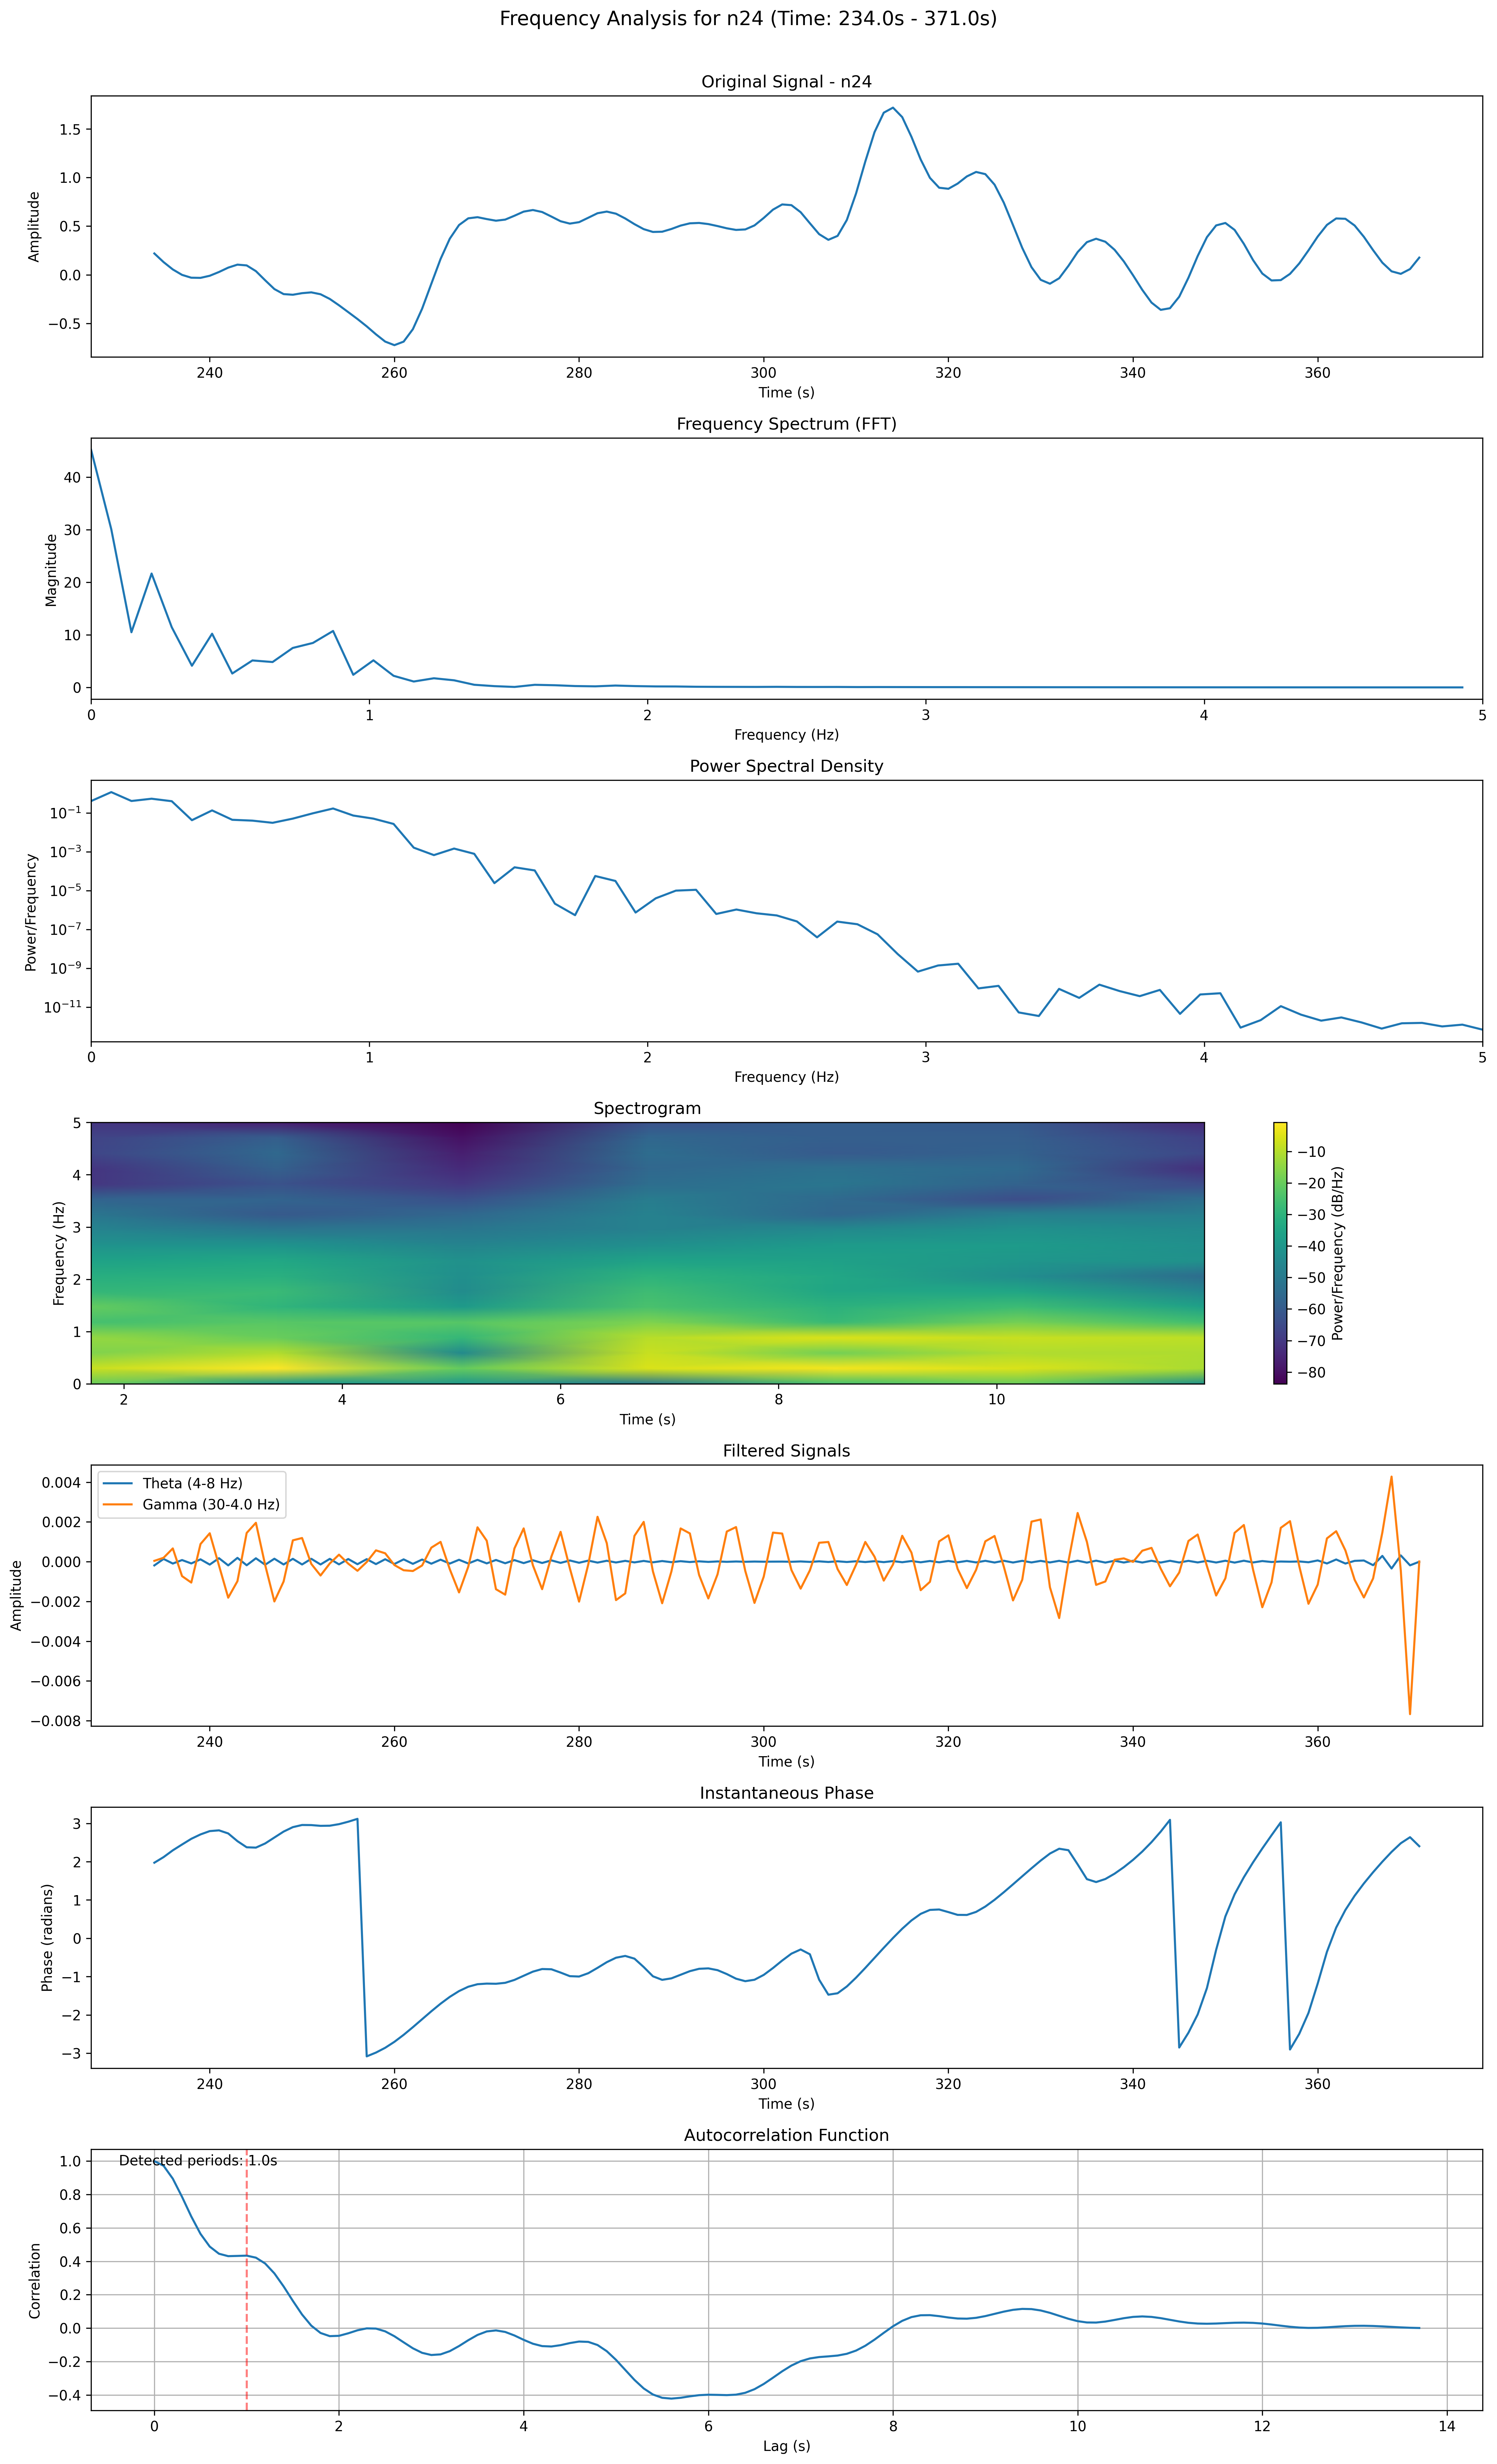 Frequency Analysis for n24 (Time: 234.0s - 371.0s)
Original Signal - n24
Amplitude
1.5
1.0
0.5
0.0
−0.5
240 260 280 300 320 340 360
Time (s)
Frequency Spectrum (FFT)
Magnitude
40
30
20
10
0
0 1 2 3 4 5
Frequency (Hz)
Power Spectral Density
Power/Frequency
10⁻¹
10⁻³
10⁻⁵
10⁻⁷
10⁻⁹
10⁻¹¹
0 1 2 3 4 5
Frequency (Hz)
Spectrogram
Frequency (Hz)
5
4
3
2
1
0
2 4 6 8 10
Time (s)
−10
−20
−30
−40
−50
−60
−70
−80
Power/Frequency (dB/Hz)
Filtered Signals
Theta (4-8 Hz)
Gamma (30-4.0 Hz)
Amplitude
0.004
0.002
0.000
−0.002
−0.004
−0.006
−0.008
240 260 280 300 320 340 360
Time (s)
Instantaneous Phase
Phase (radians)
3
2
1
0
−1
−2
−3
240 260 280 300 320 340 360
Time (s)
Autocorrelation Function
Detected periods: 1.0s
Correlation
1.0
0.8
0.6
0.4
0.2
0.0
−0.2
−0.4
0 2 4 6 8 10 12 14
Lag (s)